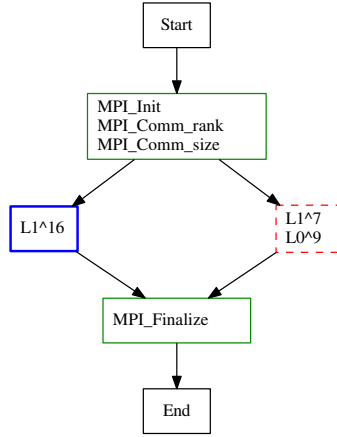 Start
MPI_Init
MPI_Comm_rank
MPI_Comm_size
L1^16
L1^7
L0^9
MPI_Finalize
End